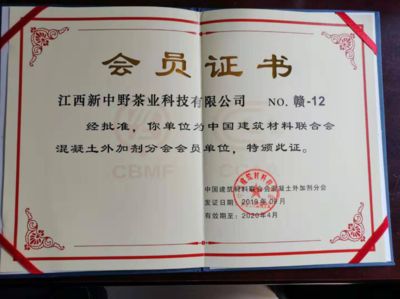 会员证书
江西新中野茶业科技有限公司 NO. 赣-12
经批准，你单位为中国建筑材料联合会
混凝土外加剂分会会员单位，特颁此证。
CBMF
中国建筑材料联合会混凝土外加剂分会
发证日期：2019年09月
有效期至：2020年4月